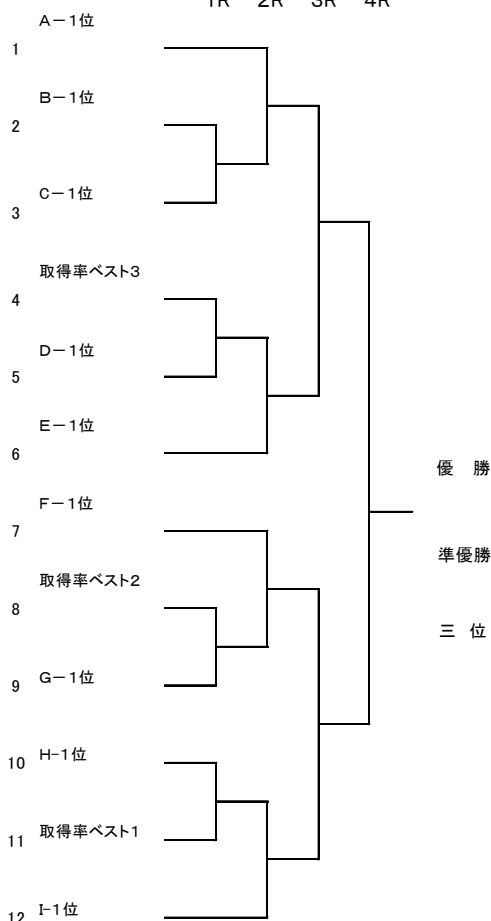 1R 2R 3R 4R
A－1位
1
B－1位
2
C－1位
3
取得率ベスト3
4
D－1位
5
E－1位
6
F－1位
7
優　勝
取得率ベスト2
8
準優勝
G－1位
9
三　位
H-1位
10
取得率ベスト1
11
I-1位
12